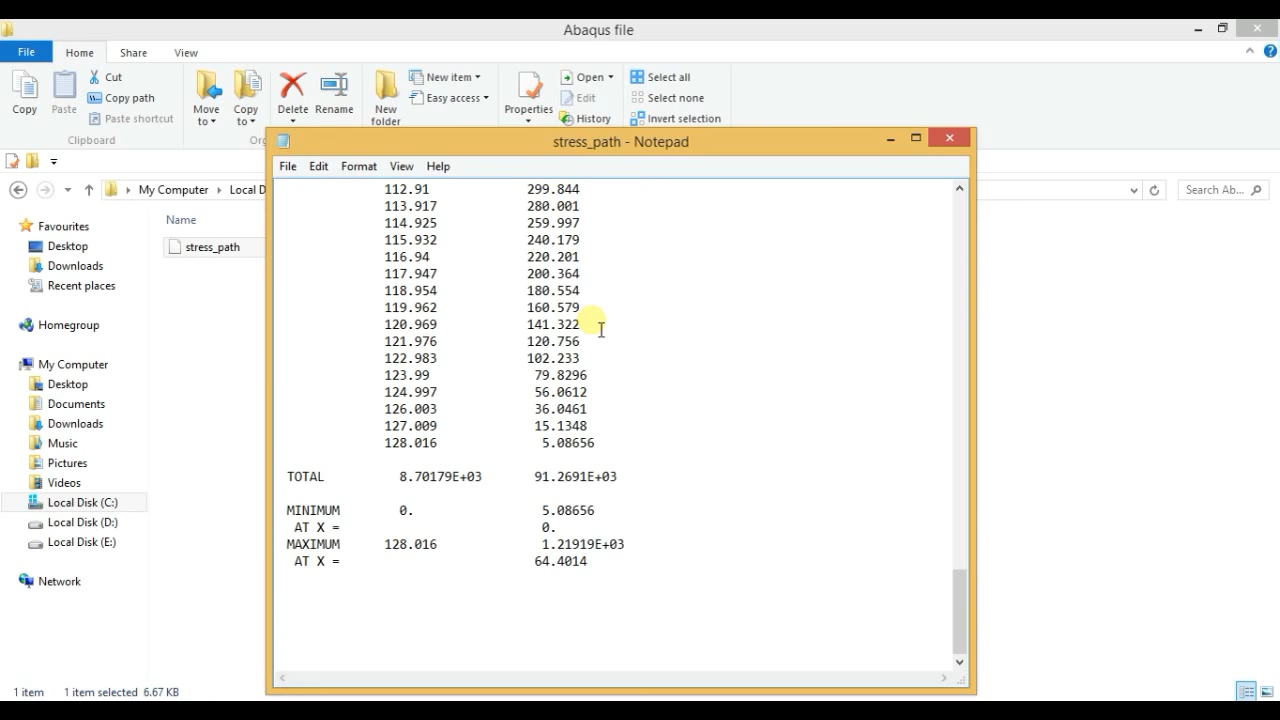 Abaqus file
File Home Share View
Copy
Paste
Cut
Copy path
Paste shortcut
Clipboard
Move to
Copy to
Delete
Rename
New folder
New item
Easy access
Properties
Open
Edit
History
Select all
Select none
Invert selection
My Computer Local D
Search Ab...
stress_path - Notepad
File Edit Format View Help
Favourites
Desktop
Downloads
Recent places
Homegroup
My Computer
Desktop
Documents
Downloads
Music
Pictures
Videos
Local Disk (C:)
Local Disk (D:)
Local Disk (E:)
Network
Name
stress_path
112.91 299.844
113.917 280.001
114.925 259.997
115.932 240.179
116.94 220.201
117.947 200.364
118.954 180.554
119.962 160.579
120.969 141.322
121.976 120.756
122.983 102.233
123.99 79.8296
124.997 56.0612
126.003 36.0461
127.009 15.1348
128.016 5.08656
TOTAL 8.70179E+03 91.2691E+03
MINIMUM 0. 5.08656
AT X = 0.
MAXIMUM 128.016 1.21919E+03
AT X = 64.4014
1 item 1 item selected 6.67 KB